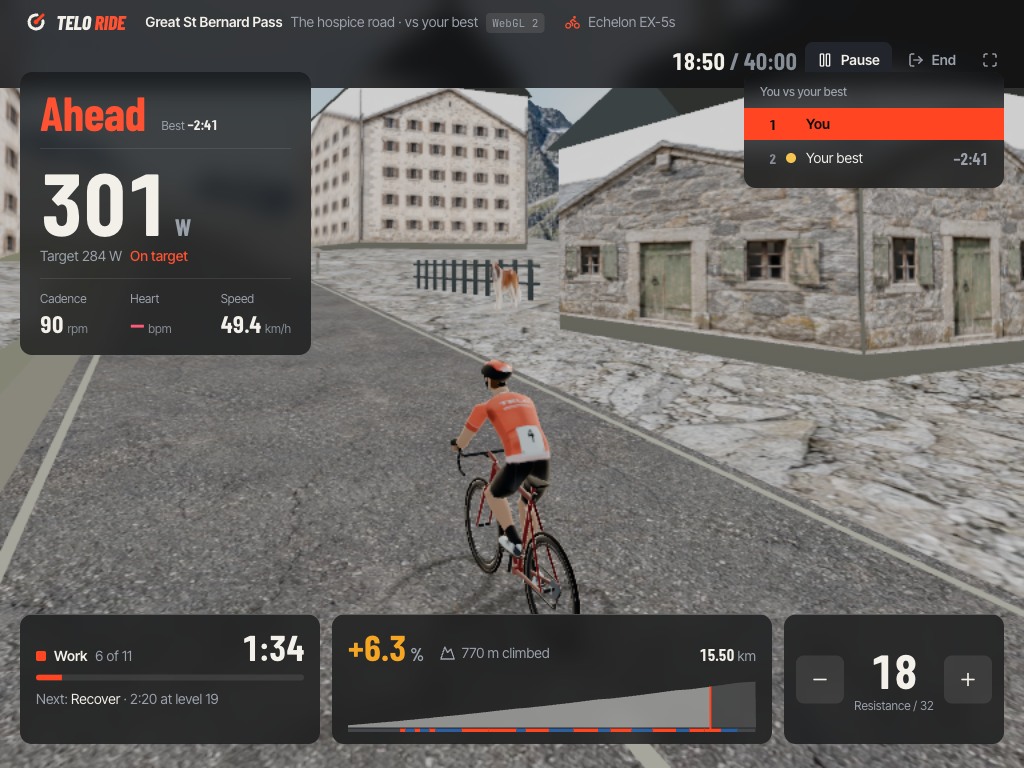 TELO RIDE Great St Bernard Pass The hospice road · vs your best WebGL 2 Echelon EX-5s
18:50 / 40:00 Pause End
Ahead Best −2:41
301 W
Target 284 W On target
Cadence Heart Speed
90 rpm — bpm 49.4 km/h
You vs your best
1 You
2 Your best −2:41
Work 6 of 11 1:34
Next: Recover · 2:20 at level 19
+6.3 % 770 m climbed 15.50 km
− 18 +
Resistance / 32